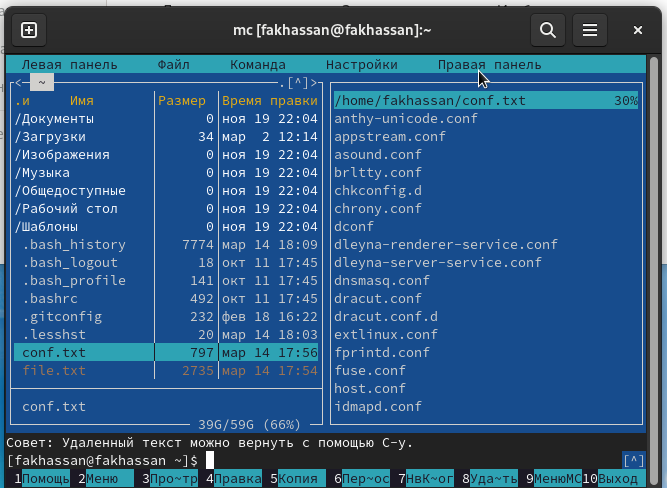 mc [fakhassan@fakhassan]:~
Левая панель Файл Команда Настройки Правая панель
<─ ~ .[^]>
.и Имя Размер Время правки
/Документы 0 ноя 19 22:04
/Загрузки 34 мар 2 12:14
/Изображения 0 ноя 19 22:04
/Музыка 0 ноя 19 22:04
/Общедоступные 0 ноя 19 22:04
/Рабочий стол 0 ноя 19 22:04
/Шаблоны 0 ноя 19 22:04
.bash_history 7774 мар 14 18:09
.bash_logout 18 окт 11 17:45
.bash_profile 141 окт 11 17:45
.bashrc 492 окт 11 17:45
.gitconfig 232 фев 18 16:22
.lesshst 20 мар 14 18:03
conf.txt 797 мар 14 17:56
file.txt 2735 мар 14 17:54
conf.txt
39G/59G (66%)
/home/fakhassan/conf.txt 30%
anthy-unicode.conf
appstream.conf
asound.conf
brltty.conf
chkconfig.d
chrony.conf
dconf
dleyna-renderer-service.conf
dleyna-server-service.conf
dnsmasq.conf
dracut.conf
dracut.conf.d
extlinux.conf
fprintd.conf
fuse.conf
host.conf
idmapd.conf
Совет: Удаленный текст можно вернуть с помощью C-y.
[fakhassan@fakhassan ~]$ [^]
1Помощь 2Меню 3Про~тр 4Правка 5Копия 6Пер~ос 7НвК~ог 8Уда~ть 9МенюМС10Выход